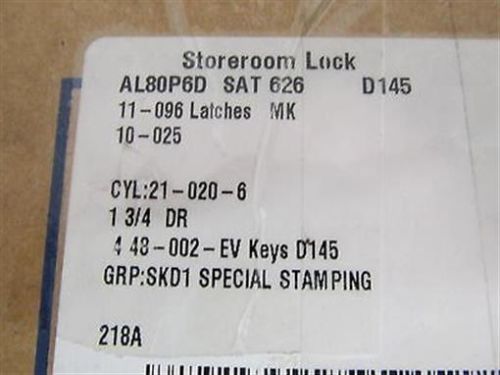 Storeroom Lock
AL80P6D SAT 626 D145
11-096 Latches MK
10-025
CYL:21-020-6
1 3/4 DR
4 48-002-EV Keys D145
GRP:SKD1 SPECIAL STAMPING
218A